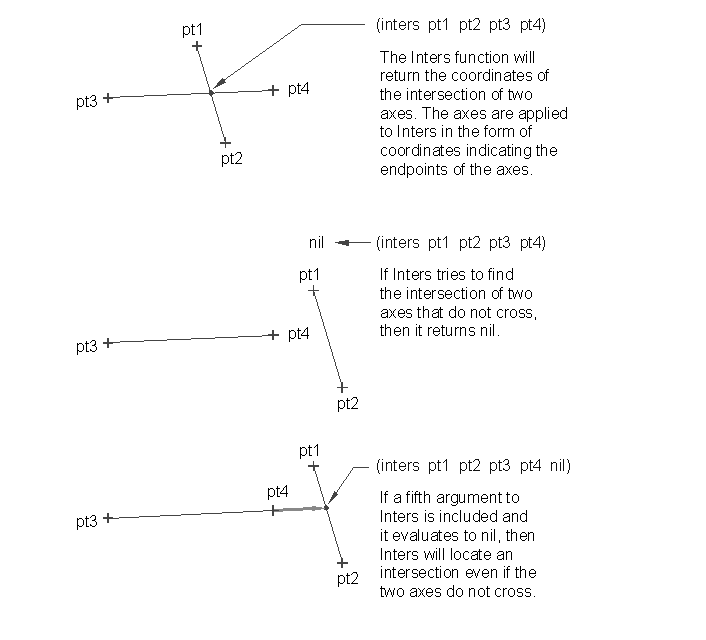 pt1
(inters pt1 pt2 pt3 pt4)
The Inters function will
return the coordinates of
the intersection of two
axes. The axes are applied
to Inters in the form of
coordinates indicating the
endpoints of the axes.
pt4
pt3
pt2
nil
(inters pt1 pt2 pt3 pt4)
pt1
If Inters tries to find
the intersection of two
axes that do not cross,
then it returns nil.
pt4
pt3
pt2
pt1
(inters pt1 pt2 pt3 pt4 nil)
pt4
If a fifth argument to
Inters is included and
it evaluates to nil, then
Inters will locate an
intersection even if the
two axes do not cross.
pt3
pt2